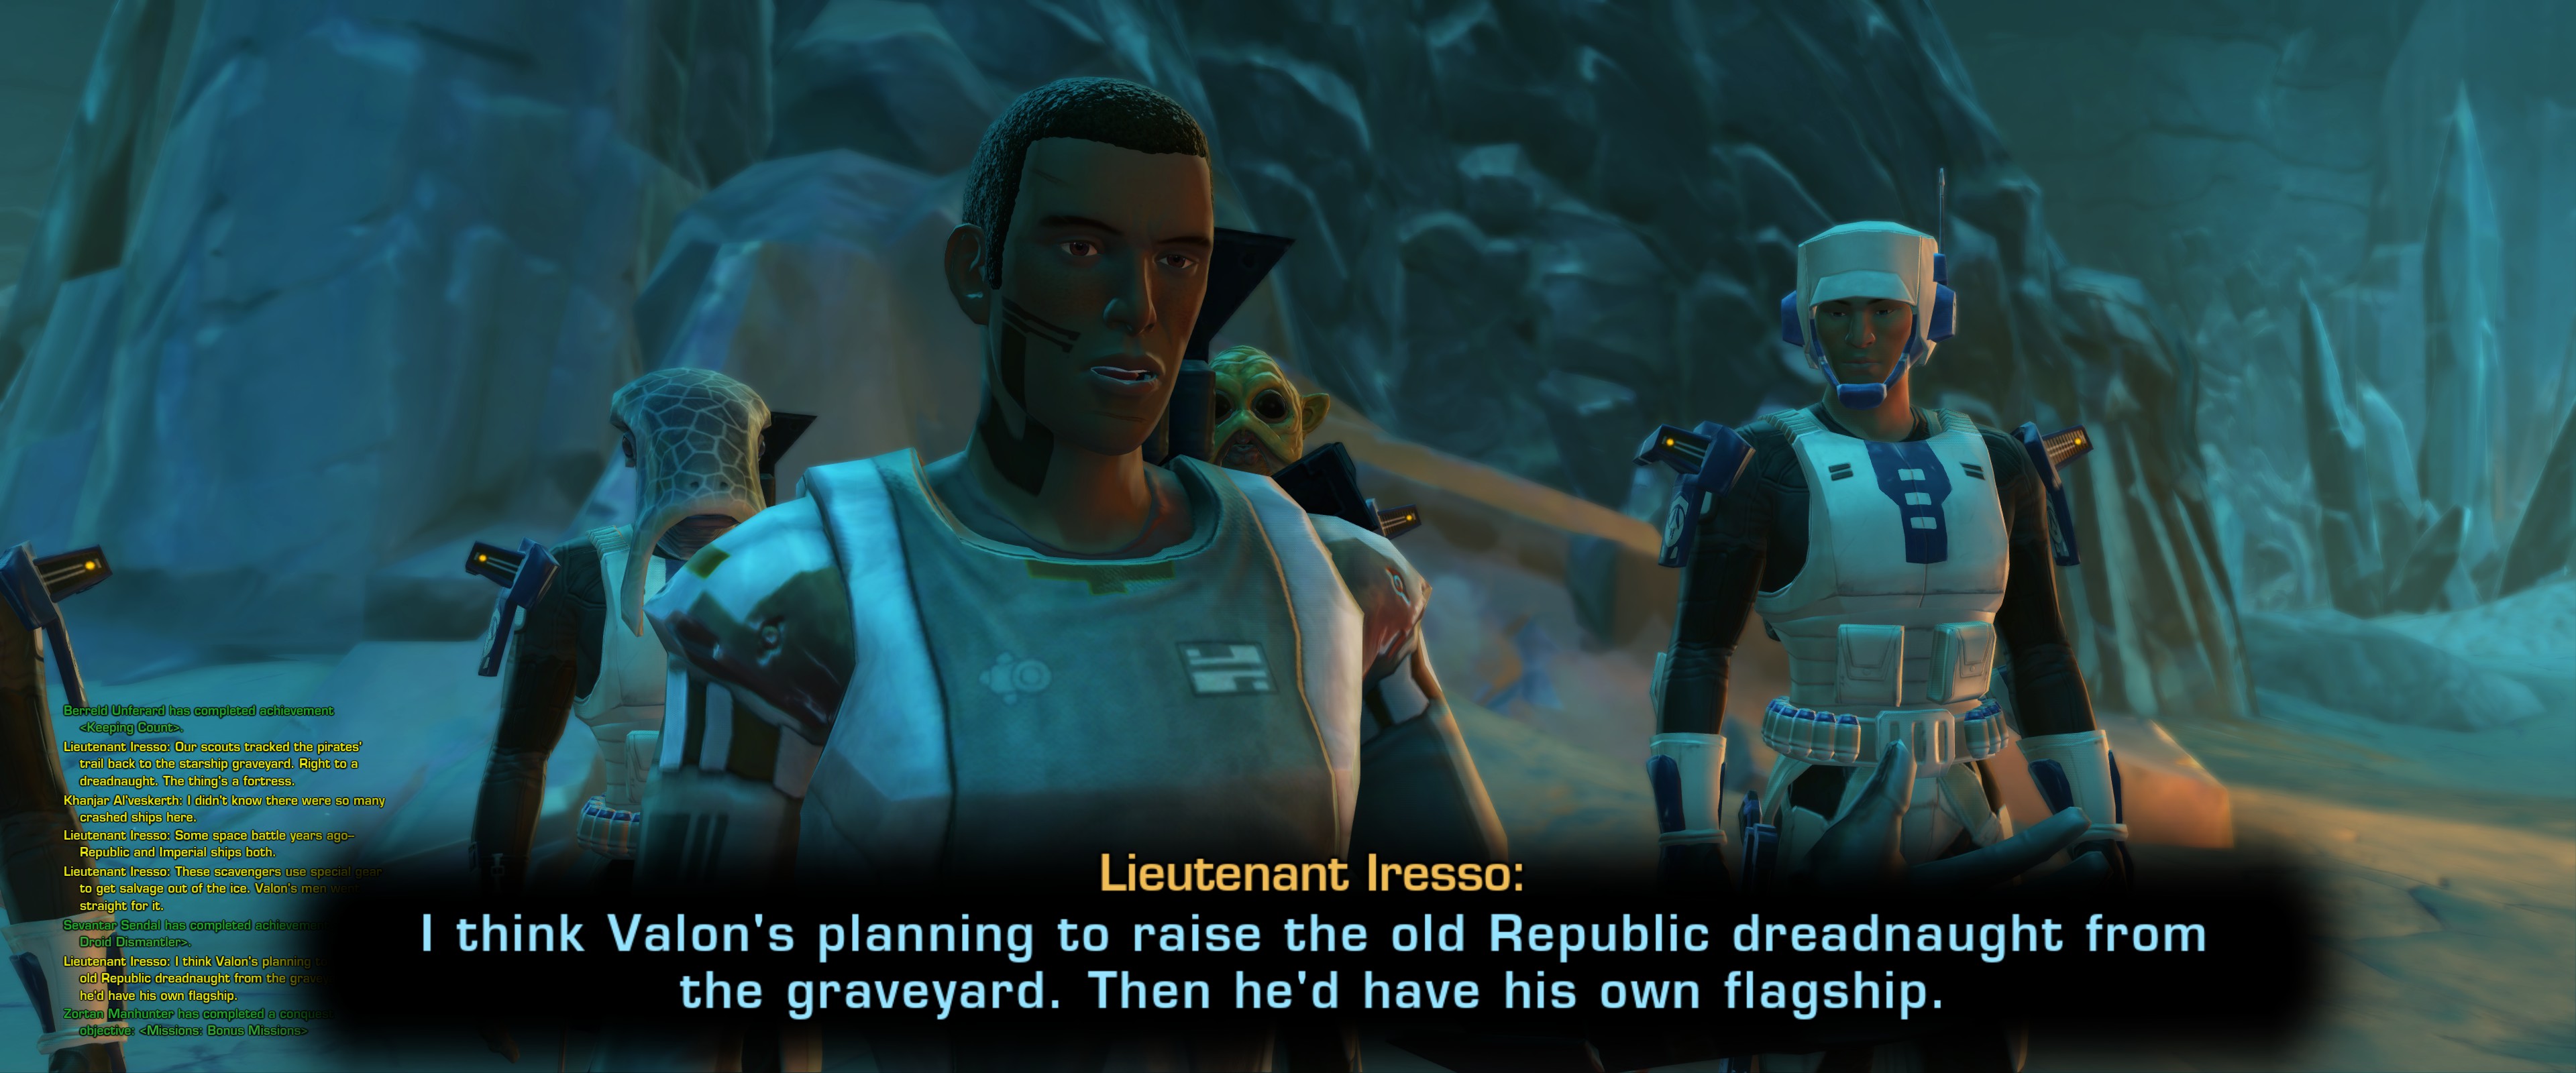 Berreld Unferard has completed achievement
<Keeping Count>.
Lieutenant Iresso: Our scouts tracked the pirates'
trail back to the starship graveyard. Right to a
dreadnaught. The thing's a fortress.
Khanjar Al'veskerth: I didn't know there were so many
crashed ships here.
Lieutenant Iresso: Some space battle years ago–
Republic and Imperial ships both.
Lieutenant Iresso: These scavengers use special gear
to get salvage out of the ice. Valon's men went
straight for it.
Sevantar Sendal has completed
Droid Dismantler>.
Lieutenant Iresso: I think Valon's planning to
old Republic dreadnaught from the
he'd have his own flagship.
Zortan Manhunter has completed a
objective: <Missions: Bonus Missions>
Lieutenant Iresso:
I think Valon's planning to raise the old Republic dreadnaught from
the graveyard. Then he'd have his own flagship.